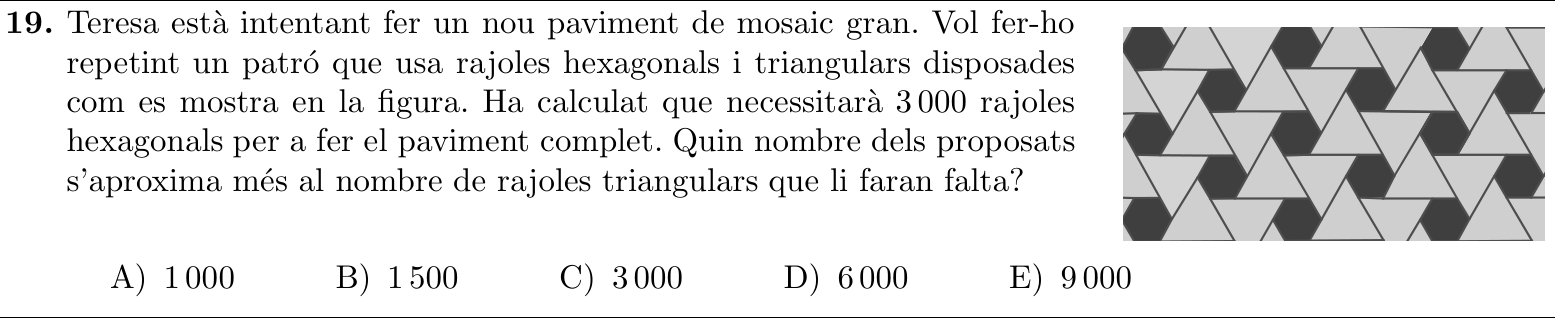 19. Teresa està intentant fer un nou paviment de mosaic gran. Vol fer-ho
repetint un patró que usa rajoles hexagonals i triangulars disposades
com es mostra en la figura. Ha calculat que necessitarà 3 000 rajoles
hexagonals per a fer el paviment complet. Quin nombre dels proposats
s'aproxima més al nombre de rajoles triangulars que li faran falta?
A) 1 000 B) 1 500 C) 3 000 D) 6 000 E) 9 000